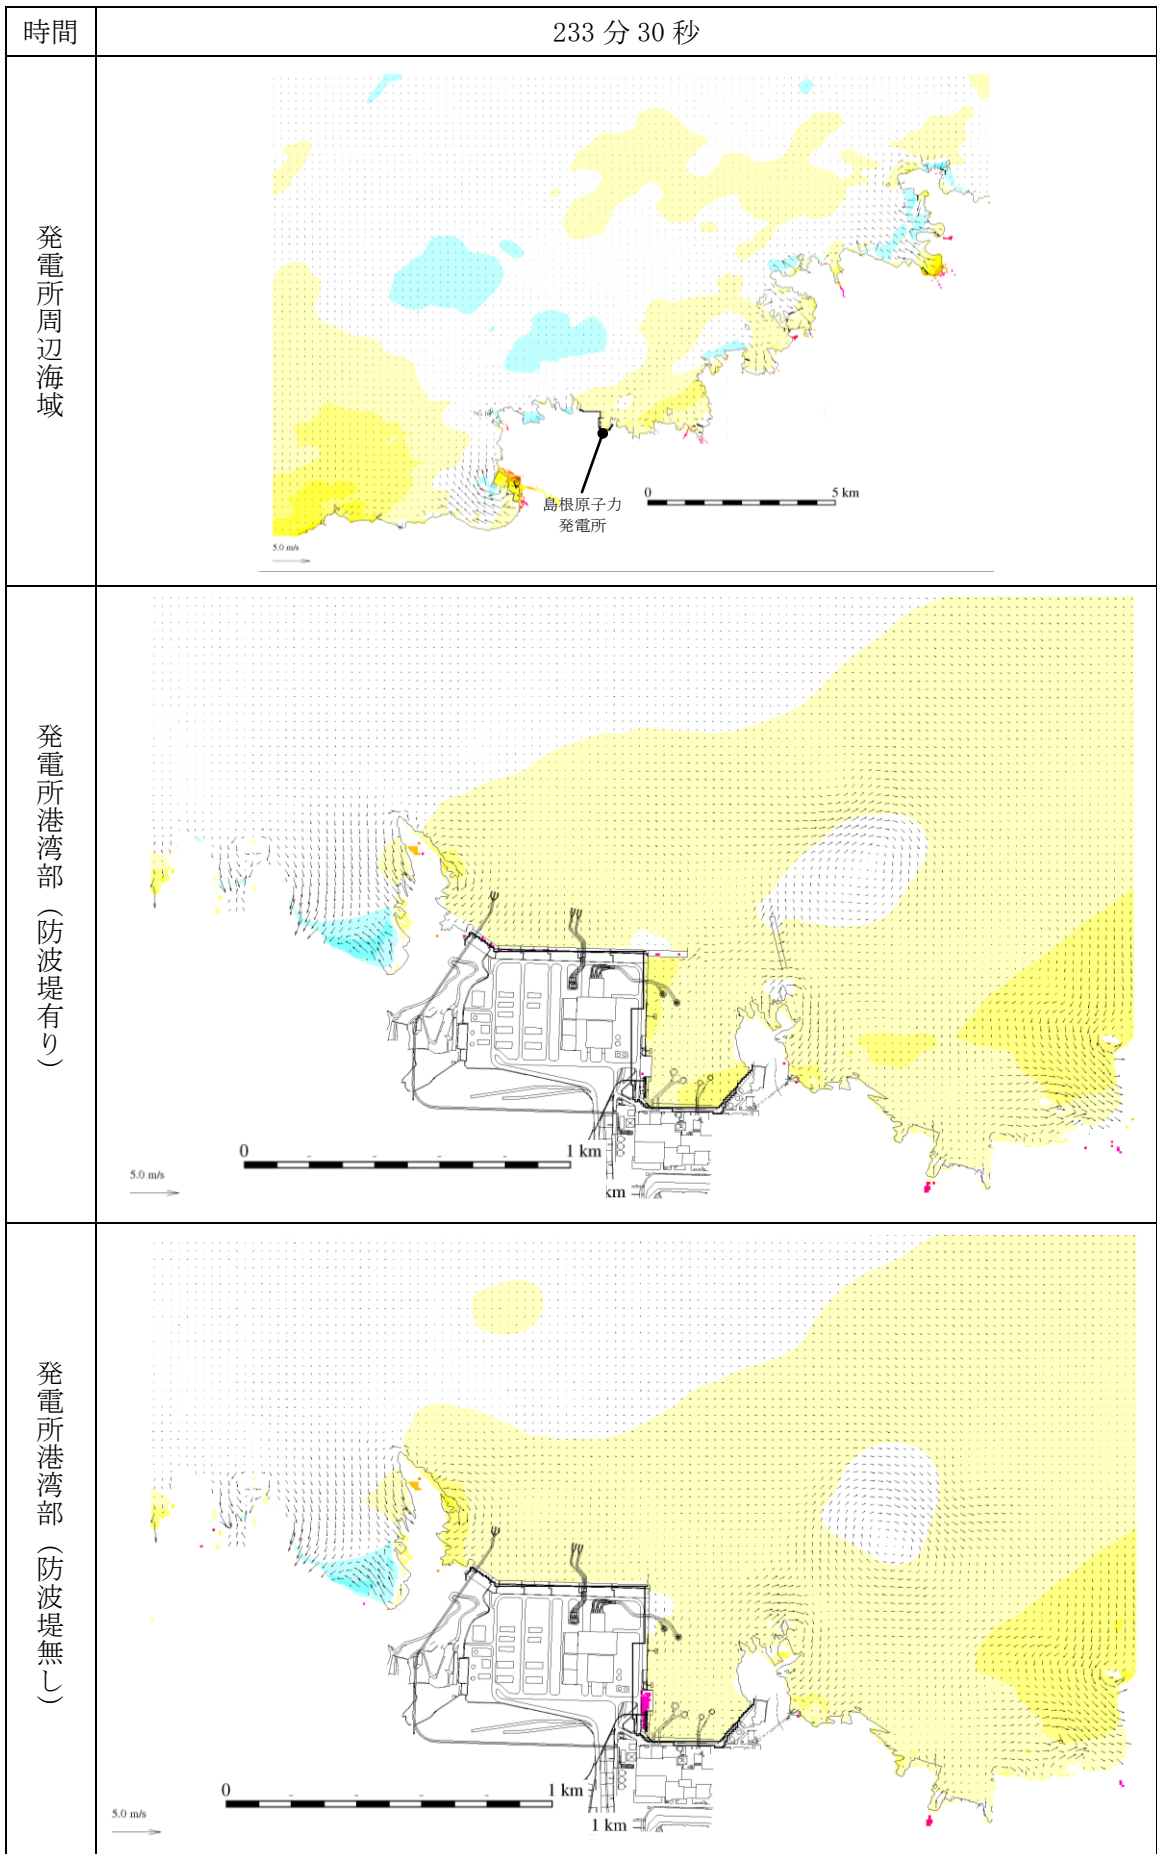 時間
233 分 30 秒
発電所周辺海域
島根原子力
発電所
0
5 km
5.0 m/s
発電所港湾部（防波堤有り）
0
1 km
5.0 m/s
km
発電所港湾部（防波堤無し）
0
1 km
5.0 m/s
1 km